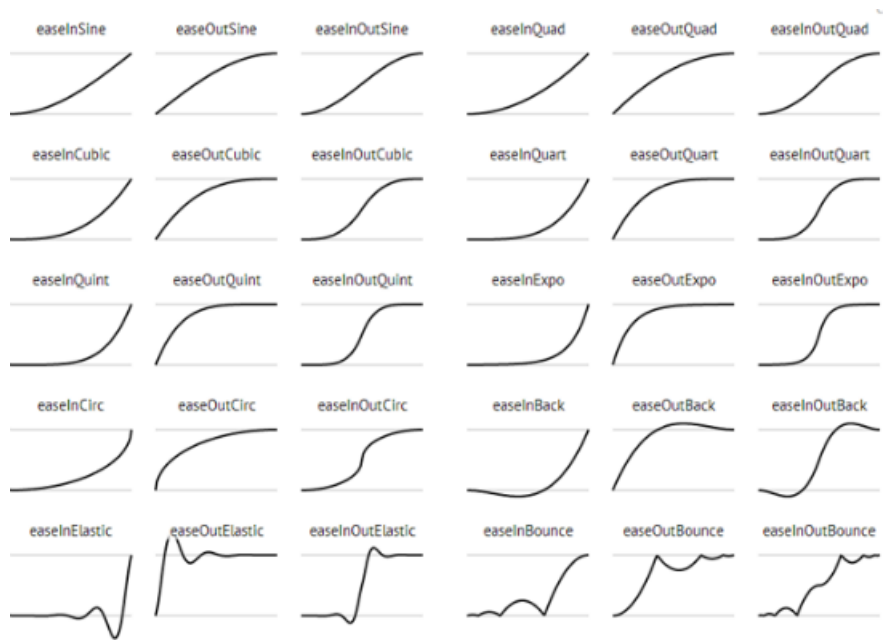 easeInSine easeOutSine easeInOutSine easeInQuad easeOutQuad easeInOutQuad
easeInCubic easeOutCubic easeInOutCubic easeInQuart easeOutQuart easeInOutQuart
easeInQuint easeOutQuint easeInOutQuint easeInExpo easeOutExpo easeInOutExpo
easeInCirc easeOutCirc easeInOutCirc easeInBack easeOutBack easeInOutBack
easeInElastic easeOutElastic easeInOutElastic easeInBounce easeOutBounce easeInOutBounce